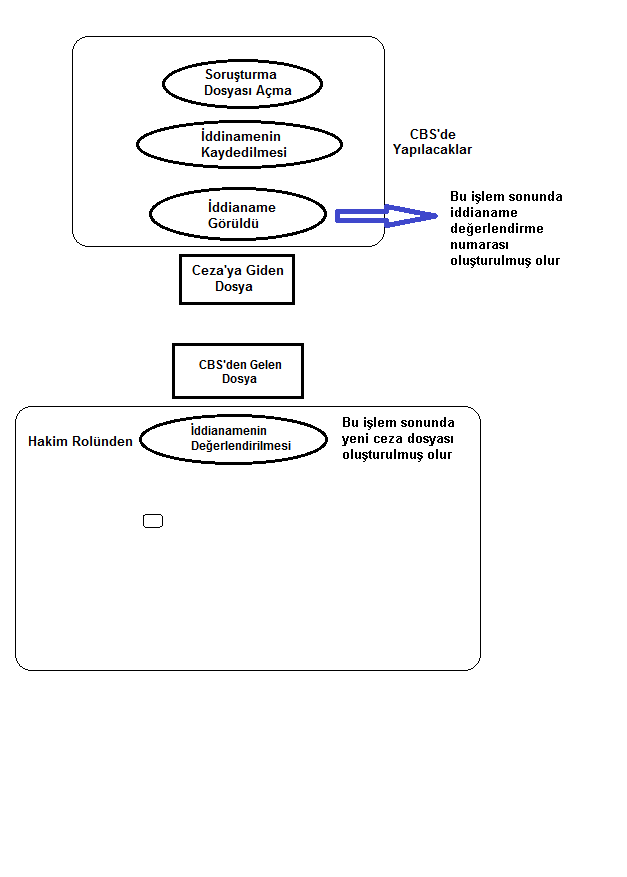 Soruşturma
Dosyası Açma
İddinamenin
Kaydedilmesi
CBS'de
Yapılacaklar
İddianame
Görüldü
Bu işlem sonunda
iddianame
değerlendirme
numarası
oluşturulmuş olur
Ceza'ya Giden
Dosya
CBS'den Gelen
Dosya
Hakim Rolünden
İddianamenin
Değerlendirilmesi
Bu işlem sonunda
yeni ceza dosyası
oluşturulmuş olur